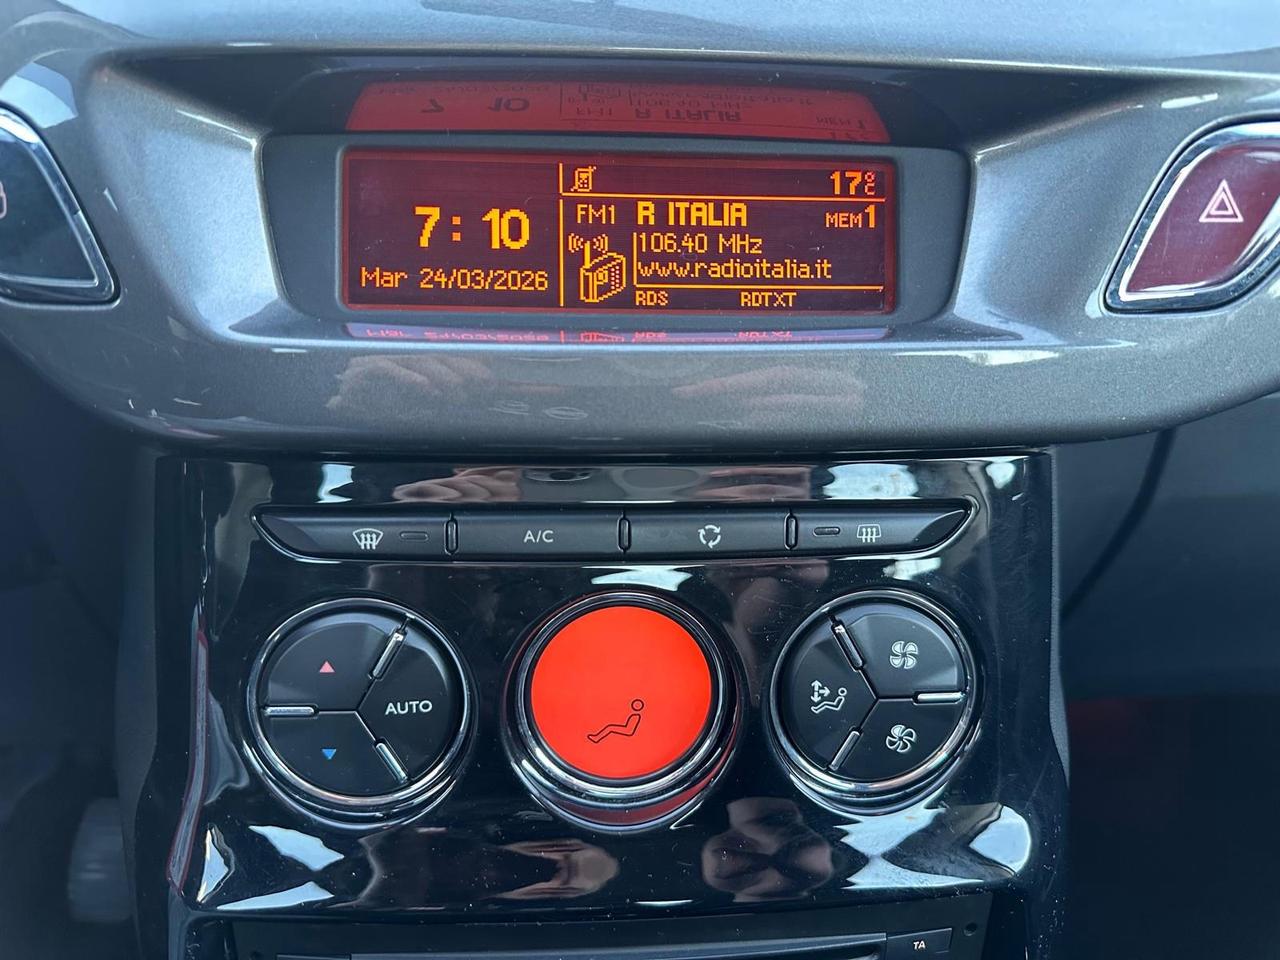 17°C
7:10
FM1 R ITALIA MEM1
106.40 MHz
www.radioitalia.it
Mar 24/03/2026
RDS RDTXT
A/C
AUTO
TA